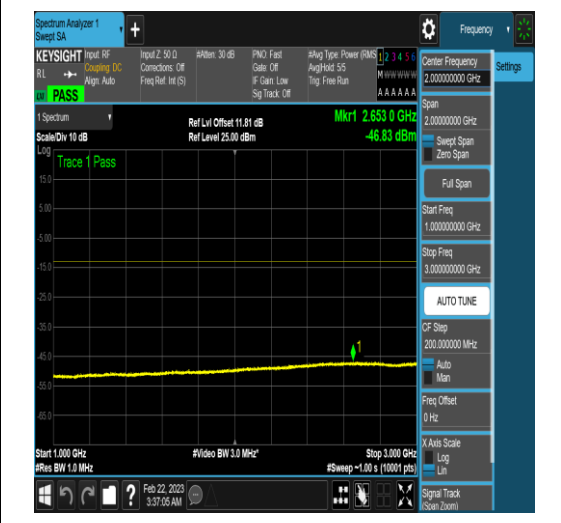 Spectrum Analyzer 1
Swept SA
Frequency
KEYSIGHT
Input: RF
Coupling: DC
Align: Auto
RL
PASS
Input Z: 50 Ω
Corrections: Off
Freq Ref: Int (S)
#Atten: 30 dB
PNO: Fast
Gate: Off
IF Gain: Low
Sig Track: Off
#Avg Type: Power (RMS
Avg|Hold: 5/5
Trig: Free Run
1 2 3 4 5 6
M W W W W W
A A A A A A
1 Spectrum
Scale/Div 10 dB
Ref Lvl Offset 11.81 dB
Ref Level 25.00 dBm
Mkr1 2.653 0 GHz
-46.83 dBm
Log
Trace 1 Pass
15.0
5.00
-5.00
-15.0
-25.0
-35.0
-45.0
-55.0
-65.0
1
Start 1.000 GHz
#Res BW 1.0 MHz
#Video BW 3.0 MHz*
Stop 3.000 GHz
#Sweep ~1.00 s (10001 pts)
Feb 22, 2023
3:37:05 AM
Center Frequency
2.000000000 GHz
Settings
Span
2.00000000 GHz
Swept Span
Zero Span
Full Span
Start Freq
1.000000000 GHz
Stop Freq
3.000000000 GHz
AUTO TUNE
CF Step
200.000000 MHz
Auto
Man
Freq Offset
0 Hz
X Axis Scale
Log
Lin
Signal Track
(Span Zoom)